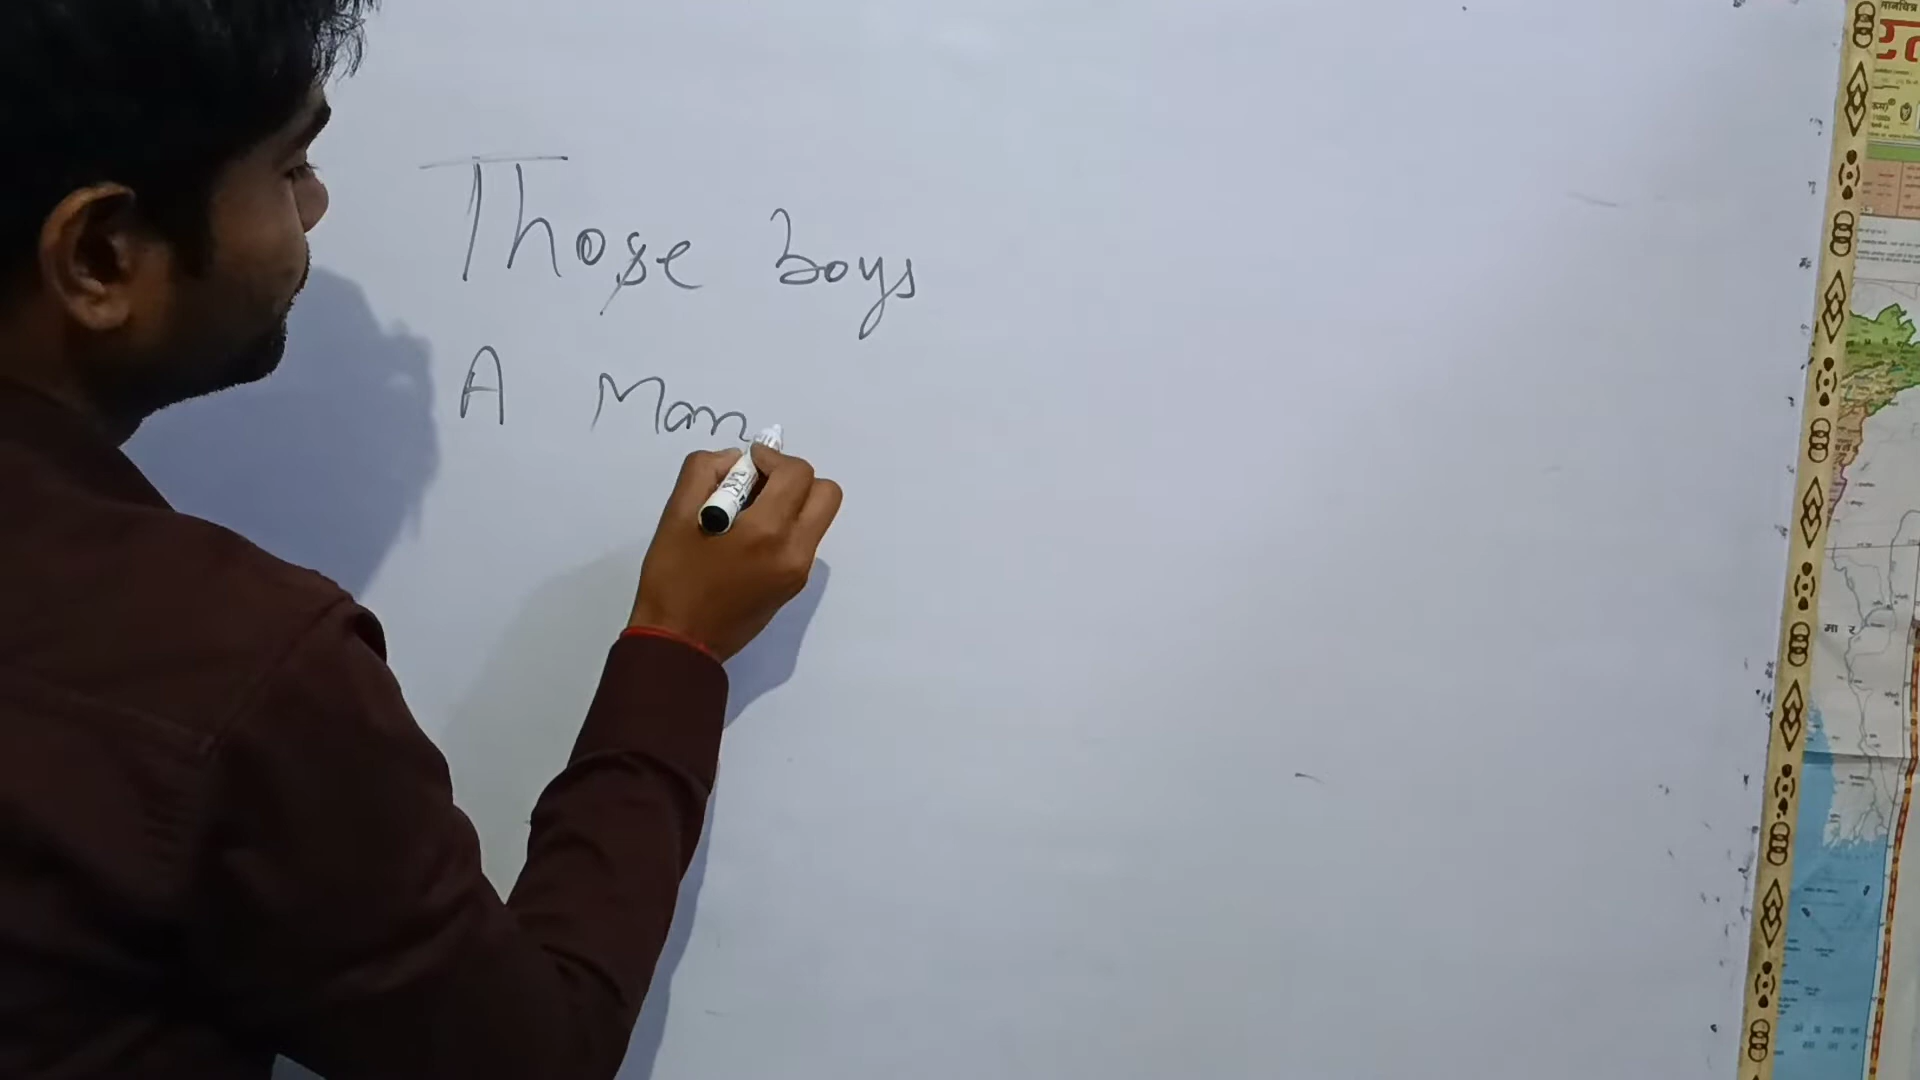 Those boys
A Man
मा र